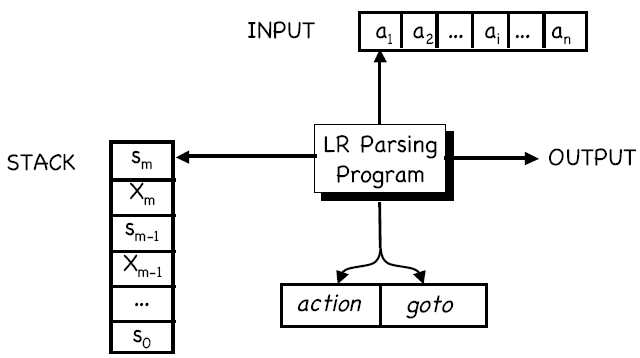 INPUT a₁ a₂ ... aᵢ ... aₙ
LR Parsing
Program
STACK
OUTPUT
sₘ
Xₘ
sₘ₋₁
Xₘ₋₁
...
s₀
action goto